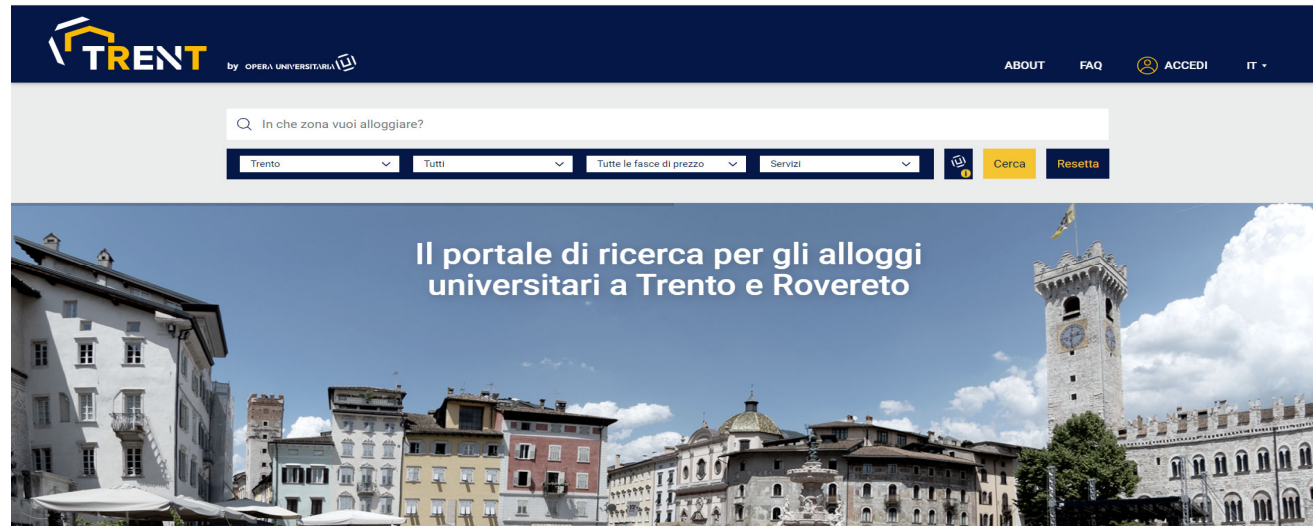 TRENT
by OPERA UNIVERSITARIA
ABOUT FAQ ACCEDI IT
In che zona vuoi alloggiare?
Trento Tutti Tutte le fasce di prezzo Servizi Cerca Resetta
Il portale di ricerca per gli alloggi
universitari a Trento e Rovereto